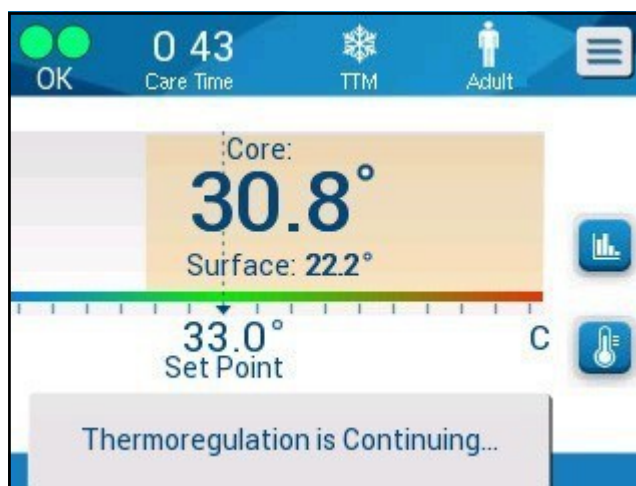 OK
0 43
Care Time
TTM
Adult
Core:
30.8°
Surface: 22.2°
33.0°
Set Point
C
Thermoregulation is Continuing...